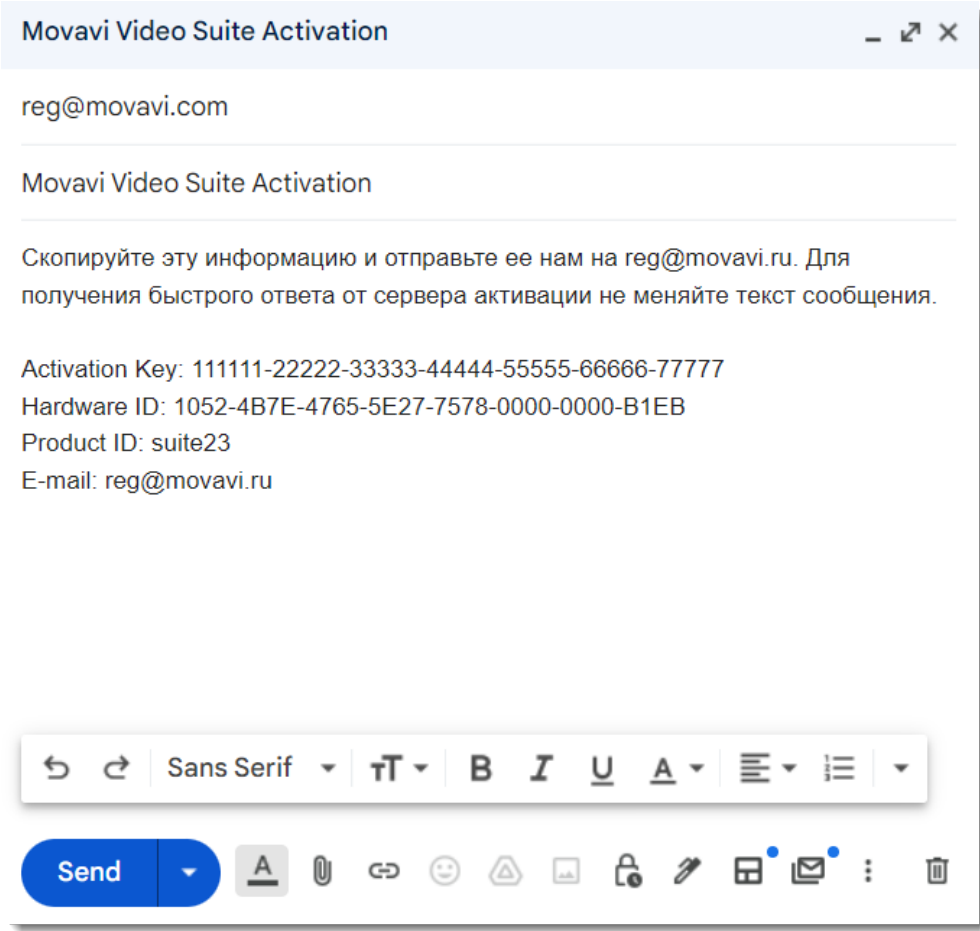 Movavi Video Suite Activation
reg@movavi.com
Movavi Video Suite Activation
Скопируйте эту информацию и отправьте ее нам на reg@movavi.ru. Для
получения быстрого ответа от сервера активации не меняйте текст сообщения.
Activation Key: 111111-22222-33333-44444-55555-66666-77777
Hardware ID: 1052-4B7E-4765-5E27-7578-0000-0000-B1EB
Product ID: suite23
E-mail: reg@movavi.ru
Sans Serif
Send